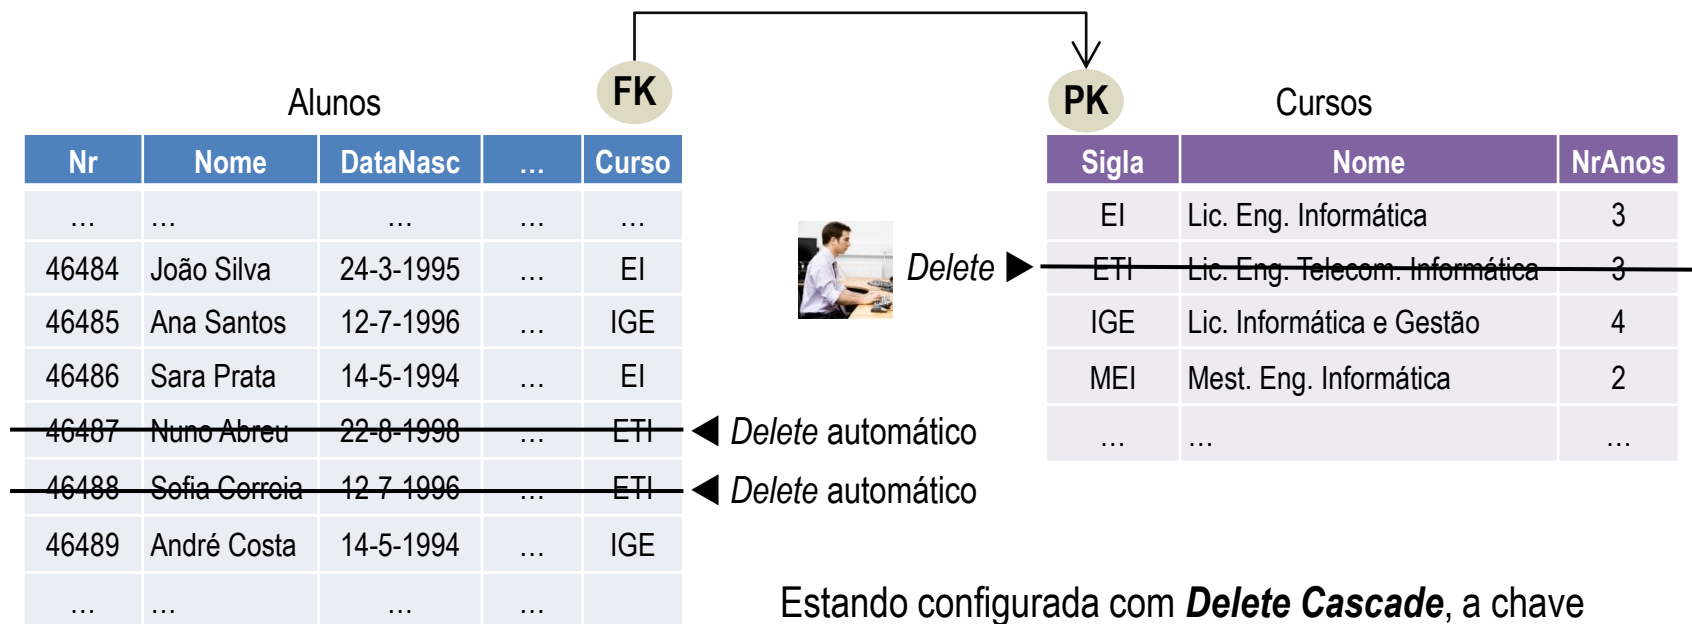 FK
PK
Alunos
Cursos
Nr Nome DataNasc … Curso
… … … … …
46484 João Silva 24-3-1995 … EI
46485 Ana Santos 12-7-1996 … IGE
46486 Sara Prata 14-5-1994 … EI
46487 Nuno Abreu 22-8-1998 … ETI
46488 Sofia Correia 12-7-1996 … ETI
46489 André Costa 14-5-1994 … IGE
… … … …
Delete automático
Delete automático
Delete
Sigla Nome NrAnos
EI Lic. Eng. Informática 3
ETI Lic. Eng. Telecom. Informática 3
IGE Lic. Informática e Gestão 4
MEI Mest. Eng. Informática 2
… … …
Estando configurada com Delete Cascade, a chave